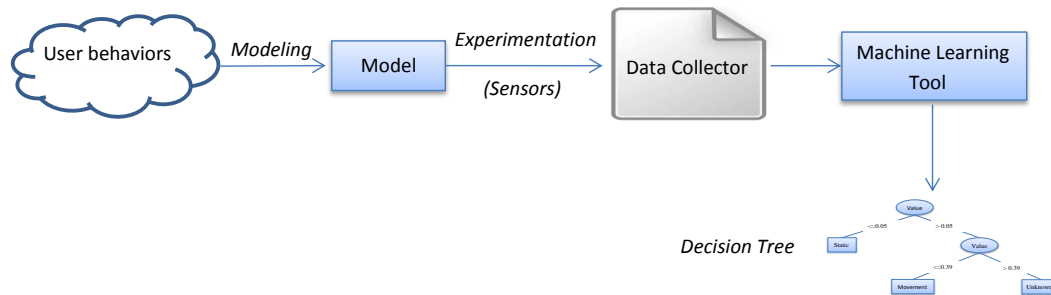 User behaviors
Modeling
Model
Experimentation
(Sensors)
Data Collector
Machine Learning
Tool
Decision Tree
Value
<=0.05
> 0.05
Static
Value
<=0.39
> 0.39
Movement
Unknown